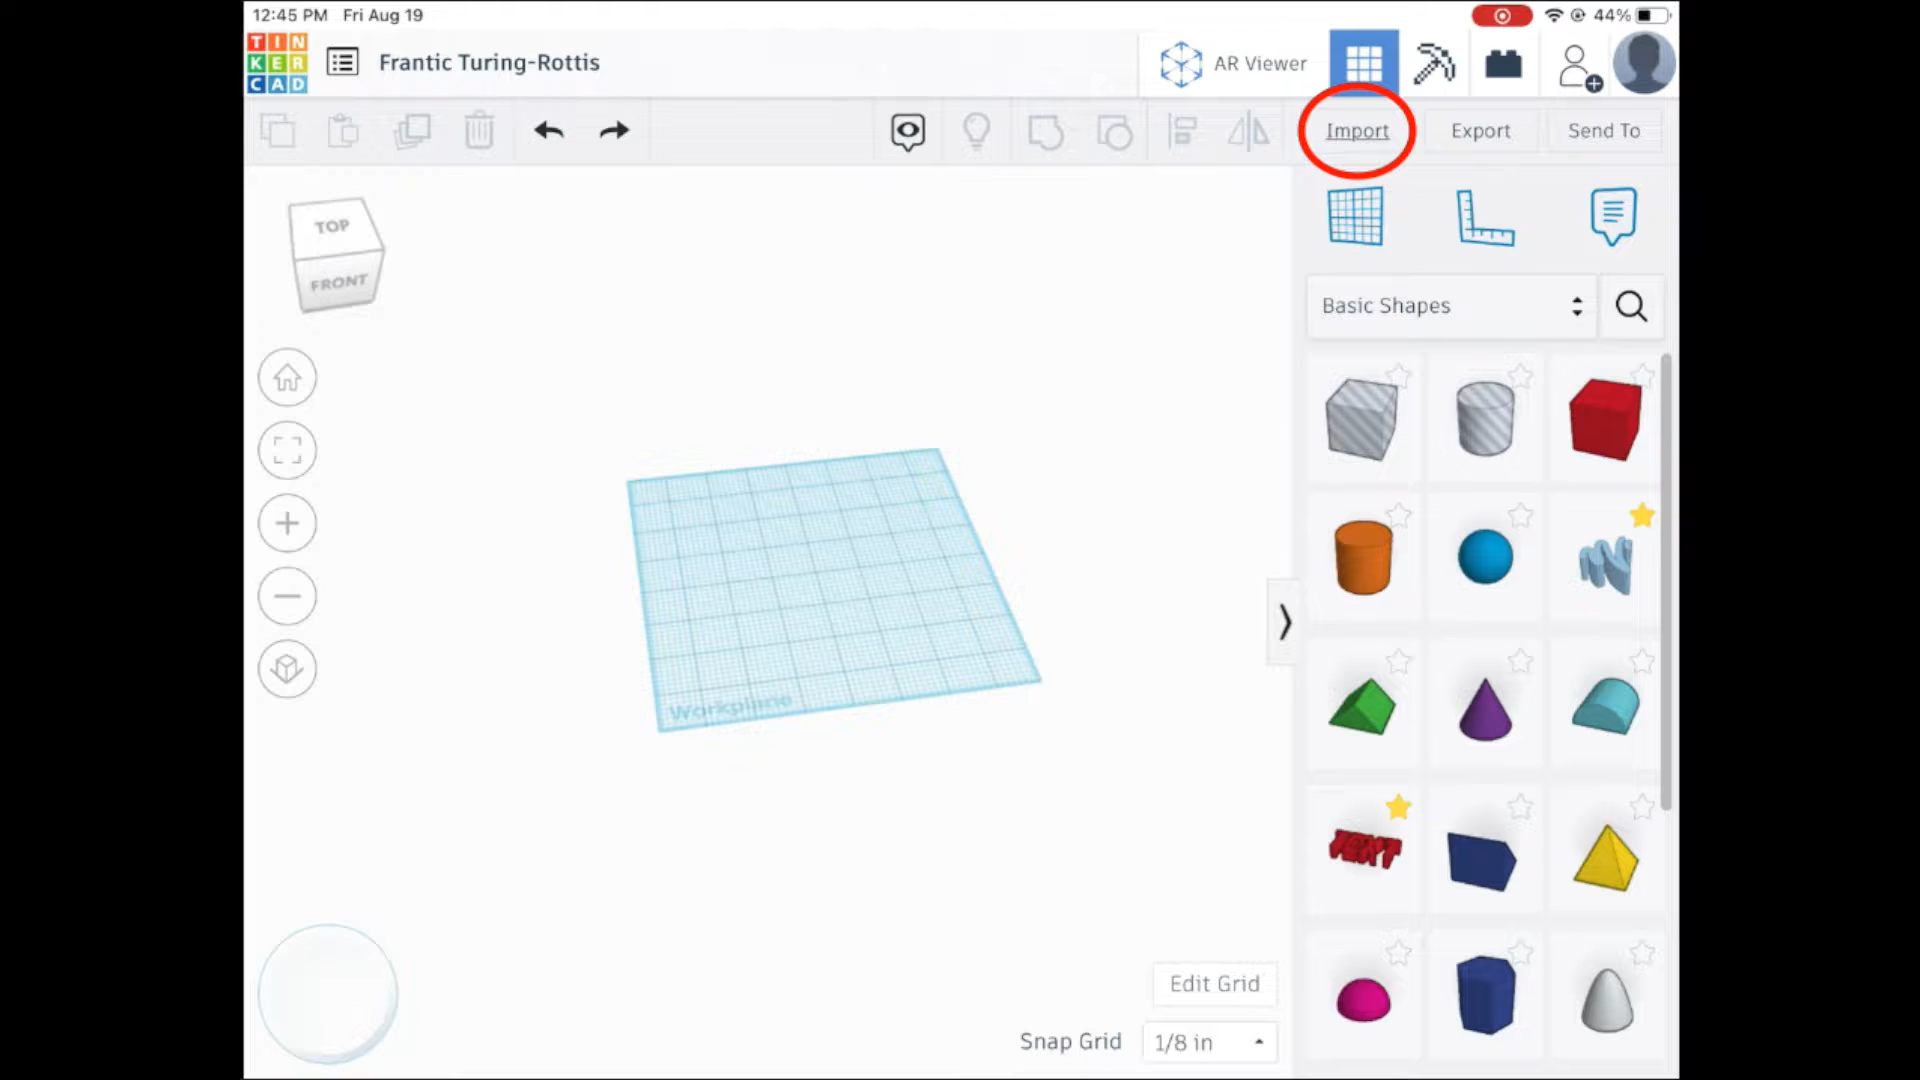 12:45 PM Fri Aug 19
44%
TIN
KER
CAD
Frantic Turing-Rottis
AR Viewer
Import
Export
Send To
TOP
FRONT
Basic Shapes
Workplane
TEXT
Edit Grid
Snap Grid
1/8 in